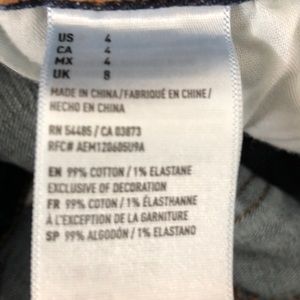 US 4
CA 4
MX 4
UK 8
MADE IN CHINA/FABRIQUÉ EN CHINE/
HECHO EN CHINA
RN 54485 / CA 03873
RFC# AEM120605U9A
EN 99% COTTON / 1% ELASTANE
EXCLUSIVE OF DECORATION
FR 99% COTON / 1% ÉLASTHANNE
À L'EXCEPTION DE LA GARNITURE
SP 99% ALGODÓN / 1% ELASTANO